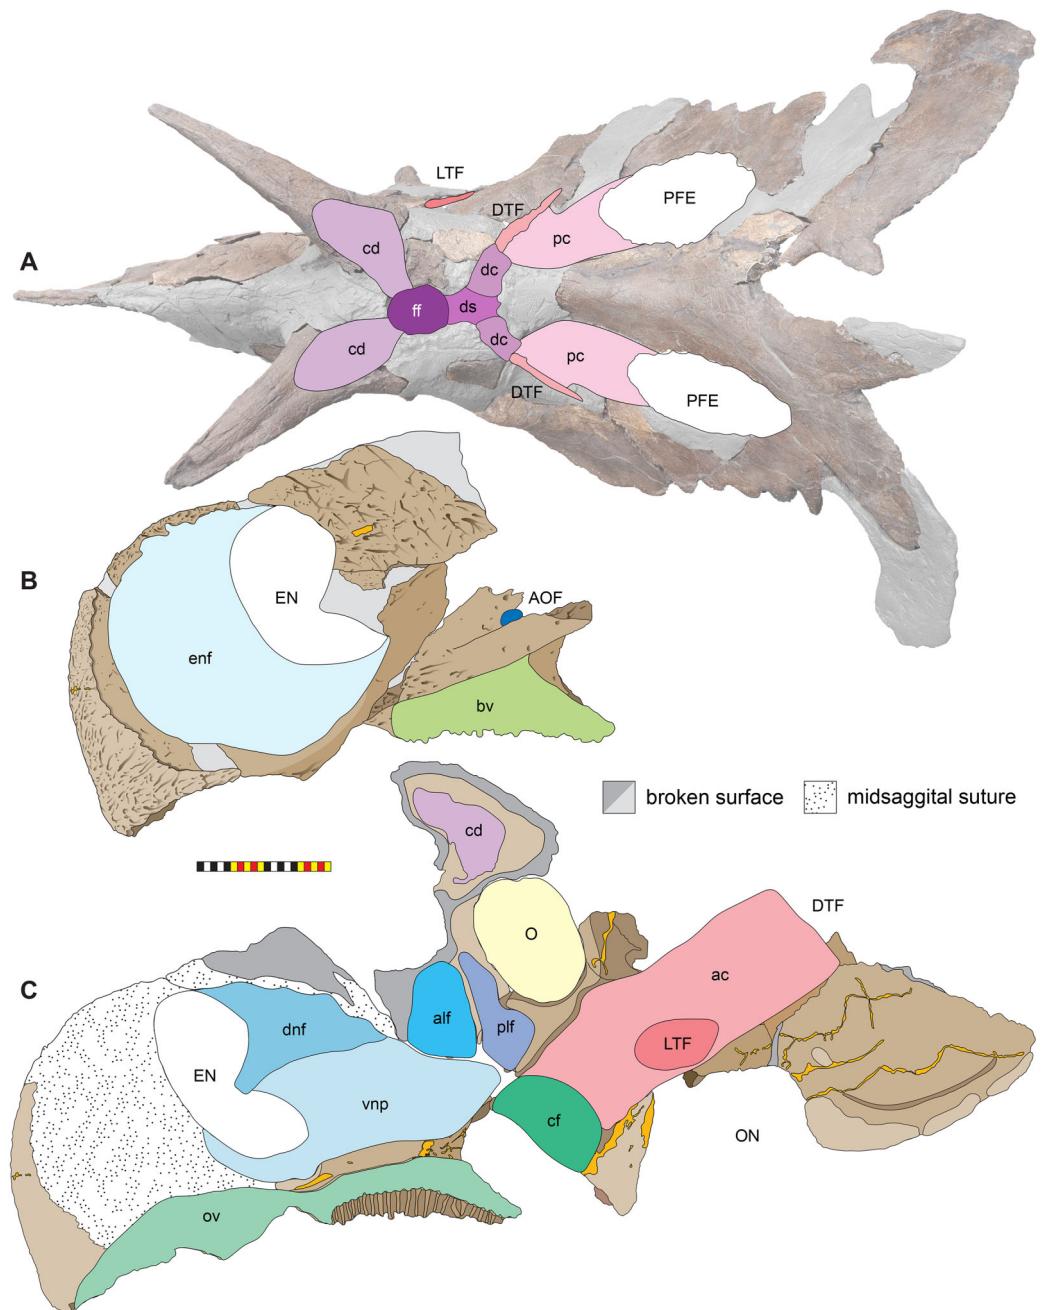 LTF
DTF
PFE
A
cd
pc
dc
ff
ds
dc
cd
pc
DTF
PFE
B
EN
AOF
enf
bv
broken surface
midsaggital suture
cd
DTF
O
ac
C
alf
dnf
plf
LTF
EN
vnp
cf
ON
ov